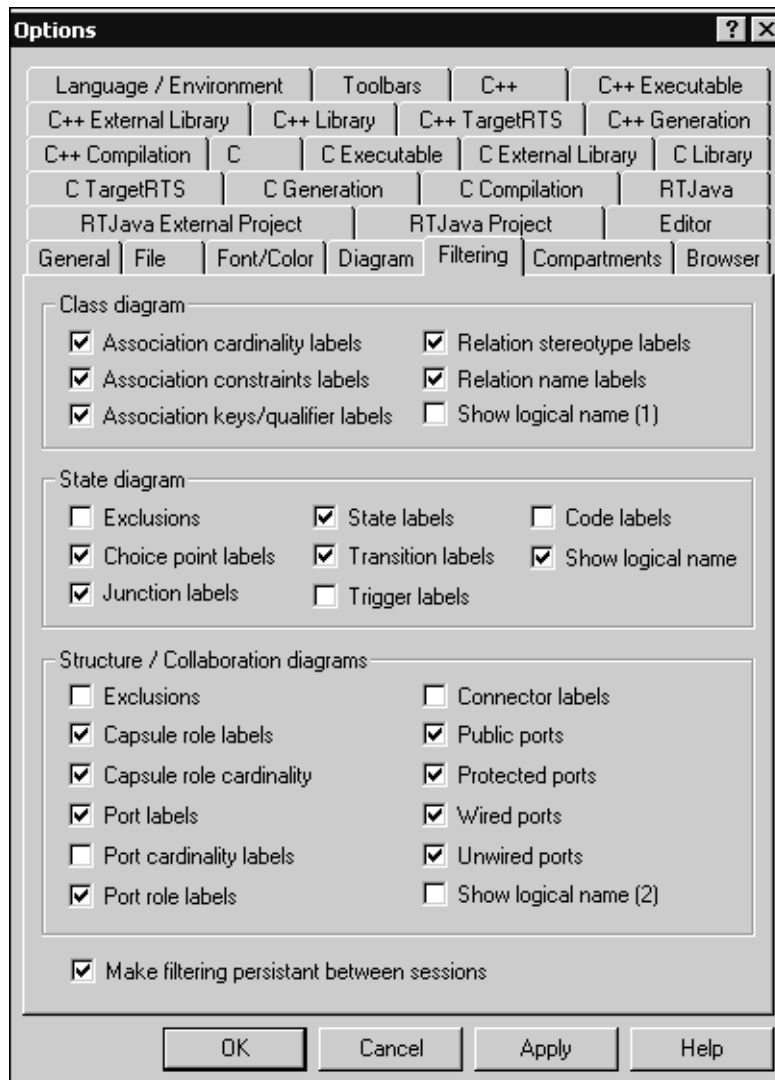 Options
Language / Environment Toolbars C++ C++ Executable
C++ External Library C++ Library C++ TargetRTS C++ Generation
C++ Compilation C C Executable C External Library C Library
C TargetRTS C Generation C Compilation RTJava
RTJava External Project RTJava Project Editor
General File Font/Color Diagram Filtering Compartments Browser
Class diagram
Association cardinality labels Relation stereotype labels
Association constraints labels Relation name labels
Association keys/qualifier labels Show logical name (1)
State diagram
Exclusions State labels Code labels
Choice point labels Transition labels Show logical name
Junction labels Trigger labels
Structure / Collaboration diagrams
Exclusions Connector labels
Capsule role labels Public ports
Capsule role cardinality Protected ports
Port labels Wired ports
Port cardinality labels Unwired ports
Port role labels Show logical name (2)
Make filtering persistant between sessions
OK Cancel Apply Help